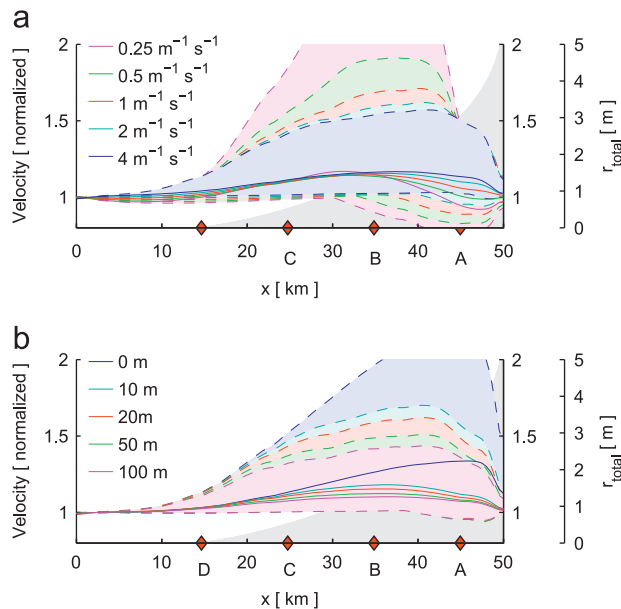 a
2
0.25 m⁻¹ s⁻¹
0.5 m⁻¹ s⁻¹
1 m⁻¹ s⁻¹
2 m⁻¹ s⁻¹
4 m⁻¹ s⁻¹
1.5
1
Velocity [ normalized ]
2
1.5
1
5
4
3
2
1
0
r_total [ m ]
0 10 20 30 40 50
C B A
x [ km ]
b
2
0 m
10 m
20m
50 m
100 m
1.5
1
Velocity [ normalized ]
2
1.5
1
5
4
3
2
1
0
r_total [ m ]
0 10 20 30 40 50
D C B A
x [ km ]